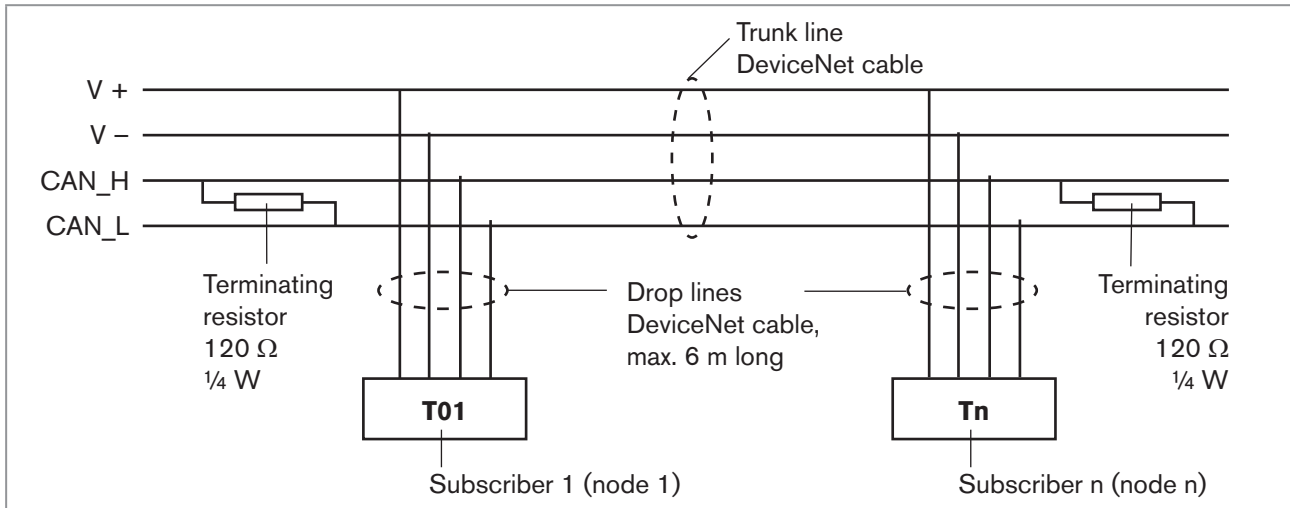 Trunk line
DeviceNet cable
V +
V –
CAN_H
CAN_L
Terminating
resistor
120 Ω
¼ W
Drop lines
DeviceNet cable,
max. 6 m long
Terminating
resistor
120 Ω
¼ W
T01
Tn
Subscriber 1 (node 1)
Subscriber n (node n)